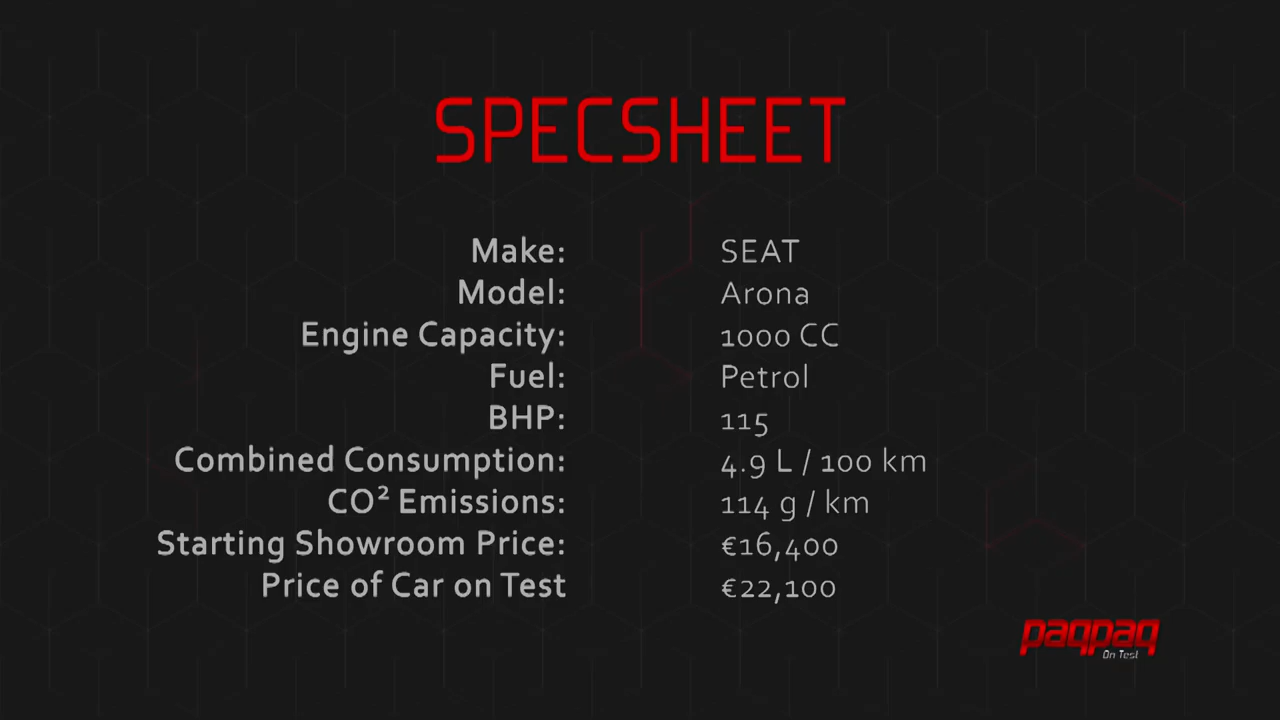 SPECSHEET
Make: SEAT
Model: Arona
Engine Capacity: 1000 CC
Fuel: Petrol
BHP: 115
Combined Consumption: 4.9 L / 100 km
CO² Emissions: 114 g / km
Starting Showroom Price: €16,400
Price of Car on Test €22,100
paqpaq
On Test